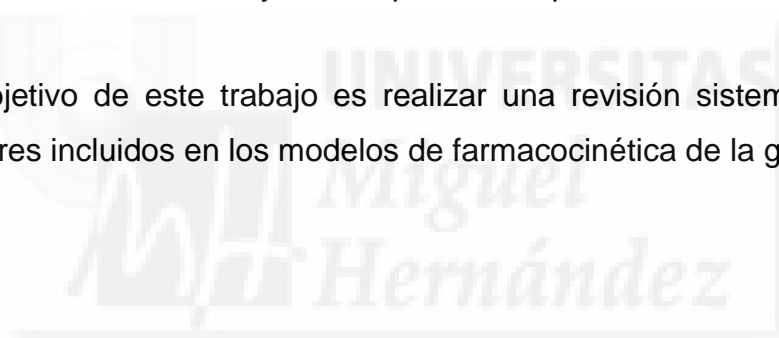 UNIVERSITAS
bjetivo de este trabajo es realizar una revisión sistem
res incluidos en los modelos de farmacocinética de la g
Miguel
Hernández